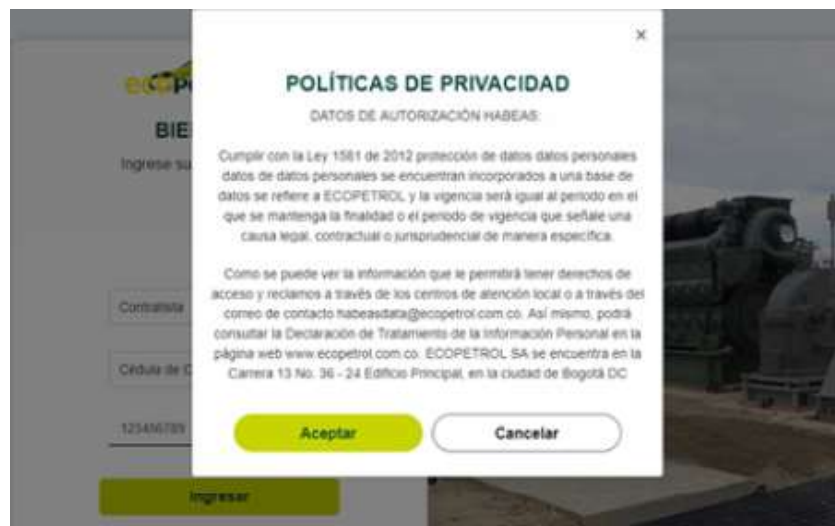 ×
POLÍTICAS DE PRIVACIDAD
DATOS DE AUTORIZACIÓN HABEAS:
Cumplir con la Ley 1581 de 2012 protección de datos datos personales
datos de datos personales se encuentran incorporados a una base de
datos se refiere a ECOPETROL y la vigencia será igual al periodo en el
que se mantenga la finalidad o el periodo de vigencia que señale una
causa legal, contractual o jurisprudencial de manera específica.
Como se puede ver la información que le permitirá tener derechos de
acceso y reclamos a través de los centros de atención local o a través del
correo de contacto habeasdata@ecopetrol.com.co. Así mismo, podrá
consultar la Declaración de Tratamiento de la Información Personal en la
página web www.ecopetrol.com.co. ECOPETROL SA se encuentra en la
Carrera 13 No. 36 - 24 Edificio Principal, en la ciudad de Bogotá DC
Aceptar
Cancelar
BIE
Ingrese su
Contratista
Cédula de C
123456789
Ingresar